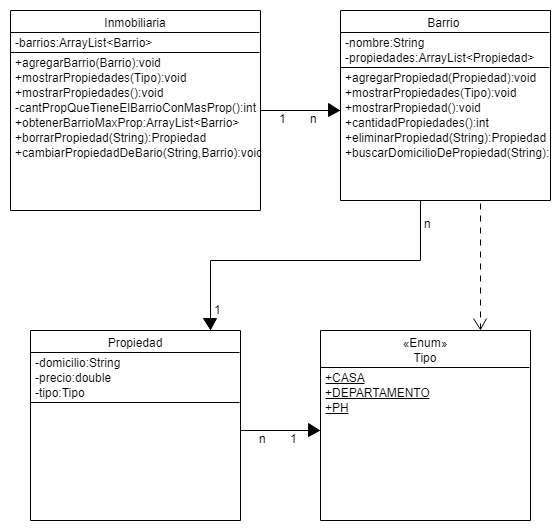 Inmobiliaria
-barrios:ArrayList<Barrio>
+agregarBarrio(Barrio):void
+mostrarPropiedades(Tipo):void
+mostrarPropiedades():void
-cantPropQueTieneElBarrioConMasProp():int
+obtenerBarrioMaxProp:ArrayList<Barrio>
+borrarPropiedad(String):Propiedad
+cambiarPropiedadDeBario(String,Barrio):void
1 n
Barrio
-nombre:String
-propiedades:ArrayList<Propiedad>
+agregarPropiedad(Propiedad):void
+mostrarPropiedades(Tipo):void
+mostrarPropiedad():void
+cantidadPropiedades():int
+eliminarPropiedad(String):Propiedad
+buscarDomicilioDePropiedad(String):
n
1
Propiedad
-domicilio:String
-precio:double
-tipo:Tipo
n 1
«Enum»
Tipo
+CASA
+DEPARTAMENTO
+PH